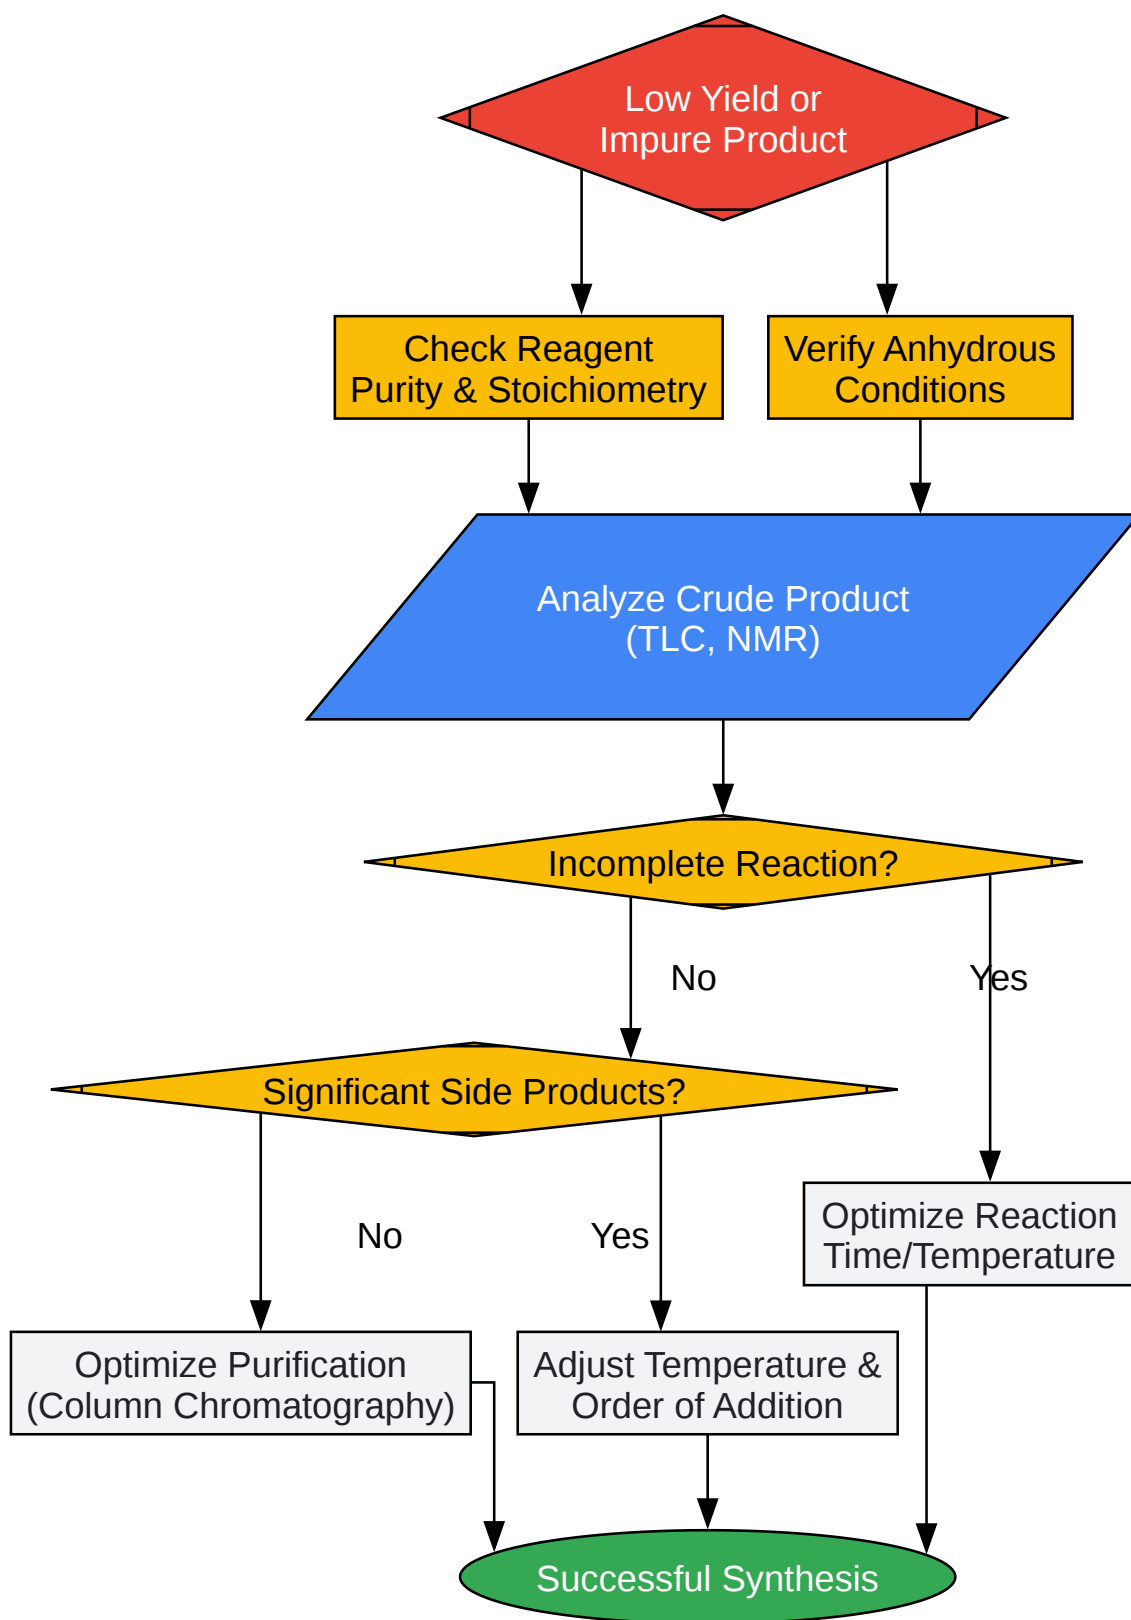 Low Yield or
Impure Product
Check Reagent
Purity & Stoichiometry
Verify Anhydrous
Conditions
Analyze Crude Product
(TLC, NMR)
Incomplete Reaction?
No
Yes
Significant Side Products?
No
Yes
Optimize Reaction
Time/Temperature
Optimize Purification
(Column Chromatography)
Adjust Temperature &
Order of Addition
Successful Synthesis